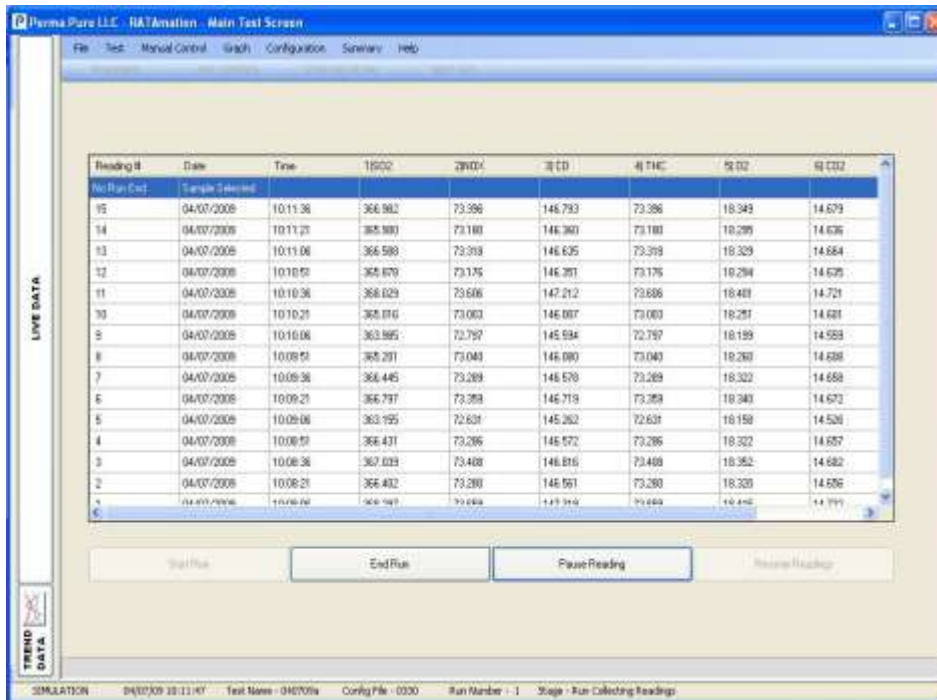 Perma Pure LLC - RATAmation - Main Test Screen
File Test Manual Control Graph Configuration Summary Help
Reading # Date Time 1)SO2 2)NOX 3)CO 4)THC 5)O2 6)CO2
No Run End Sample Selected
15 04/07/2009 10:11:36 366.982 73.396 146.793 73.396 18.349 14.679
14 04/07/2009 10:11:21 365.900 73.180 146.360 73.180 18.295 14.636
13 04/07/2009 10:11:06 366.588 73.318 146.635 73.318 18.329 14.664
12 04/07/2009 10:10:51 365.878 73.176 146.351 73.176 18.294 14.635
11 04/07/2009 10:10:36 368.029 73.606 147.212 73.606 18.401 14.721
10 04/07/2009 10:10:21 365.016 73.003 146.007 73.003 18.251 14.601
9 04/07/2009 10:10:06 363.985 72.797 145.594 72.797 18.199 14.559
8 04/07/2009 10:09:51 365.201 73.040 146.080 73.040 18.260 14.608
7 04/07/2009 10:09:36 366.445 73.289 146.578 73.289 18.322 14.658
6 04/07/2009 10:09:21 366.797 73.359 146.719 73.359 18.340 14.672
5 04/07/2009 10:09:06 363.155 72.631 145.262 72.631 18.158 14.526
4 04/07/2009 10:08:51 366.431 73.286 146.572 73.286 18.322 14.657
3 04/07/2009 10:08:36 367.039 73.408 146.816 73.408 18.352 14.682
2 04/07/2009 10:08:21 366.402 73.280 146.561 73.280 18.320 14.656
Start Run End Run Pause Reading Resume Readings
LIVE DATA
TREND DATA
SIMULATION 04/07/09 10:11:47 Test Name - 040709a Config File - 0300 Run Number - 1 Stage - Run Collecting Readings